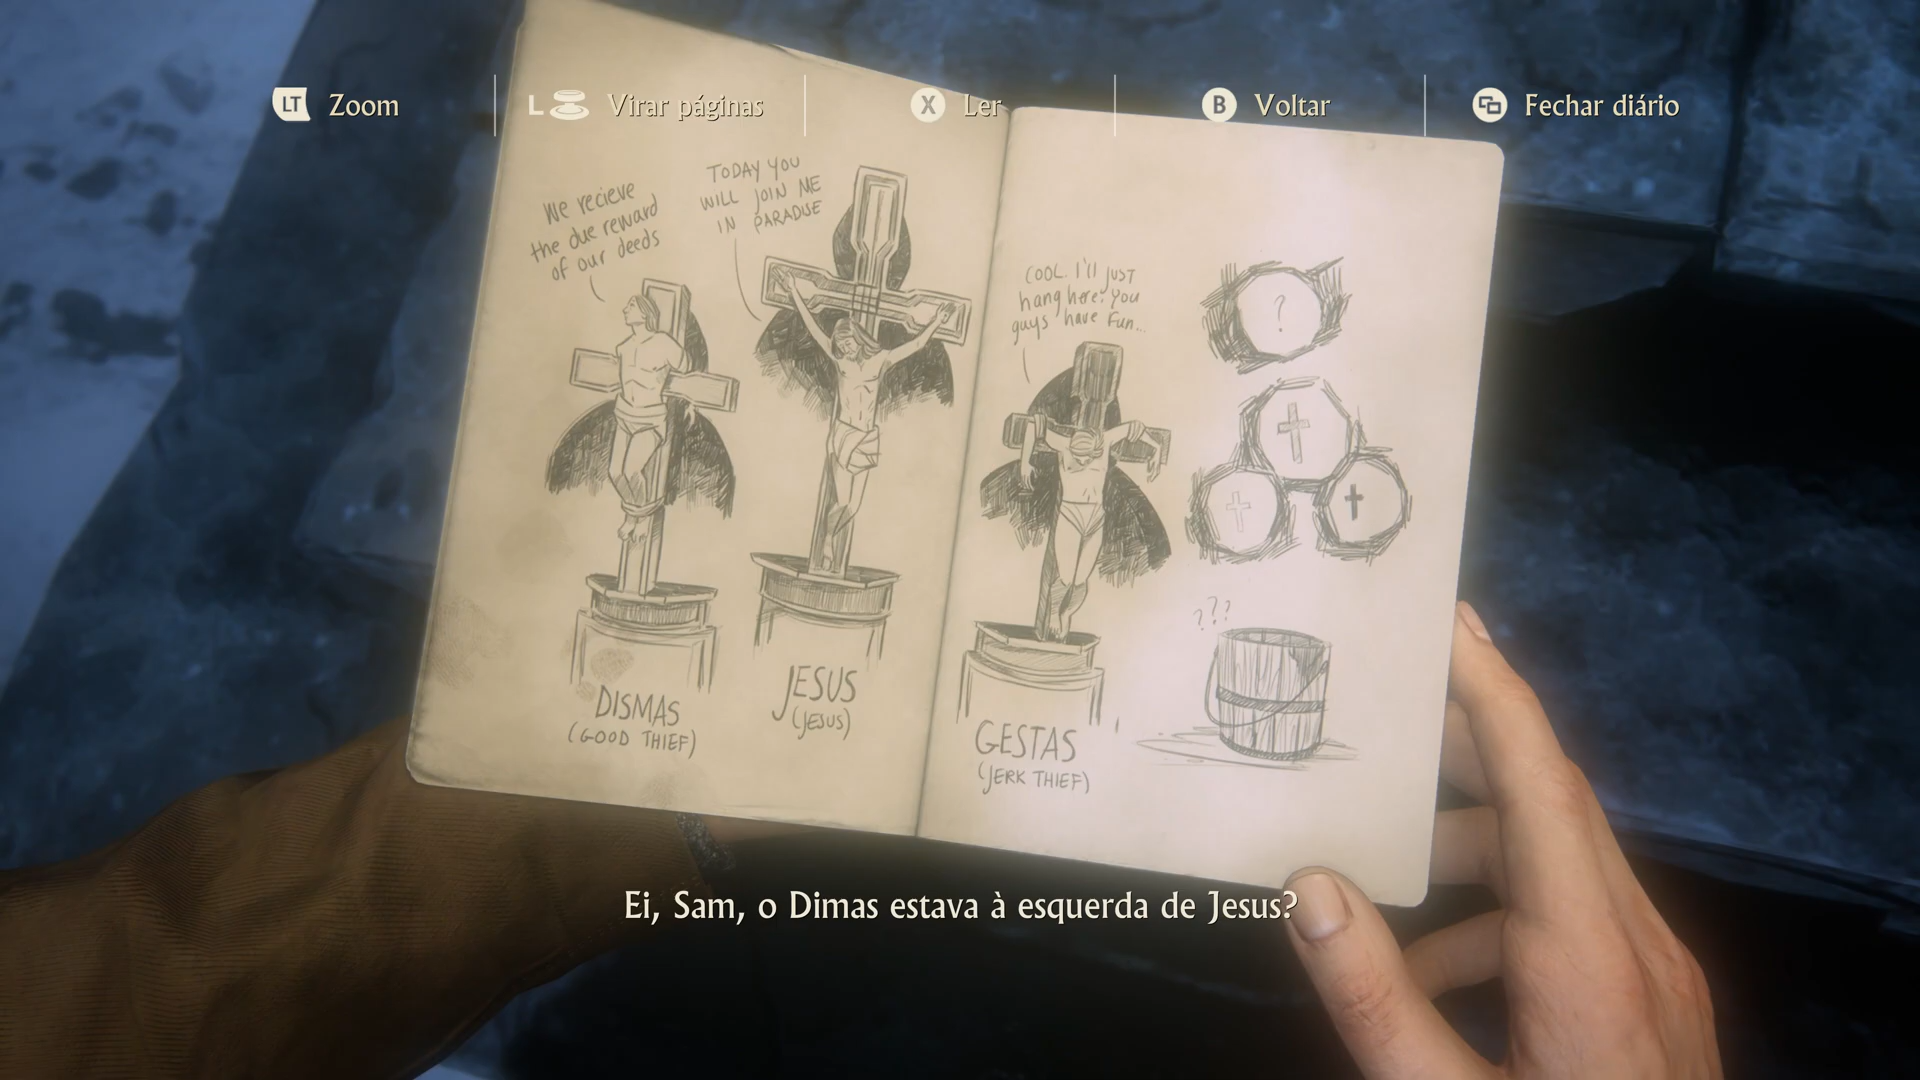 LT Zoom
L Virar páginas
X Ler
B Voltar
Fechar diário
We recieve
the due reward
of our deeds
TODAY YOU
WILL JOIN ME
IN PARADISE
COOL. I'll JUST
hang here. You
guys have fun...
?
???
DISMAS
(GOOD THIEF)
JESUS
(JESUS)
GESTAS
(JERK THIEF)
Ei, Sam, o Dimas estava à esquerda de Jesus?